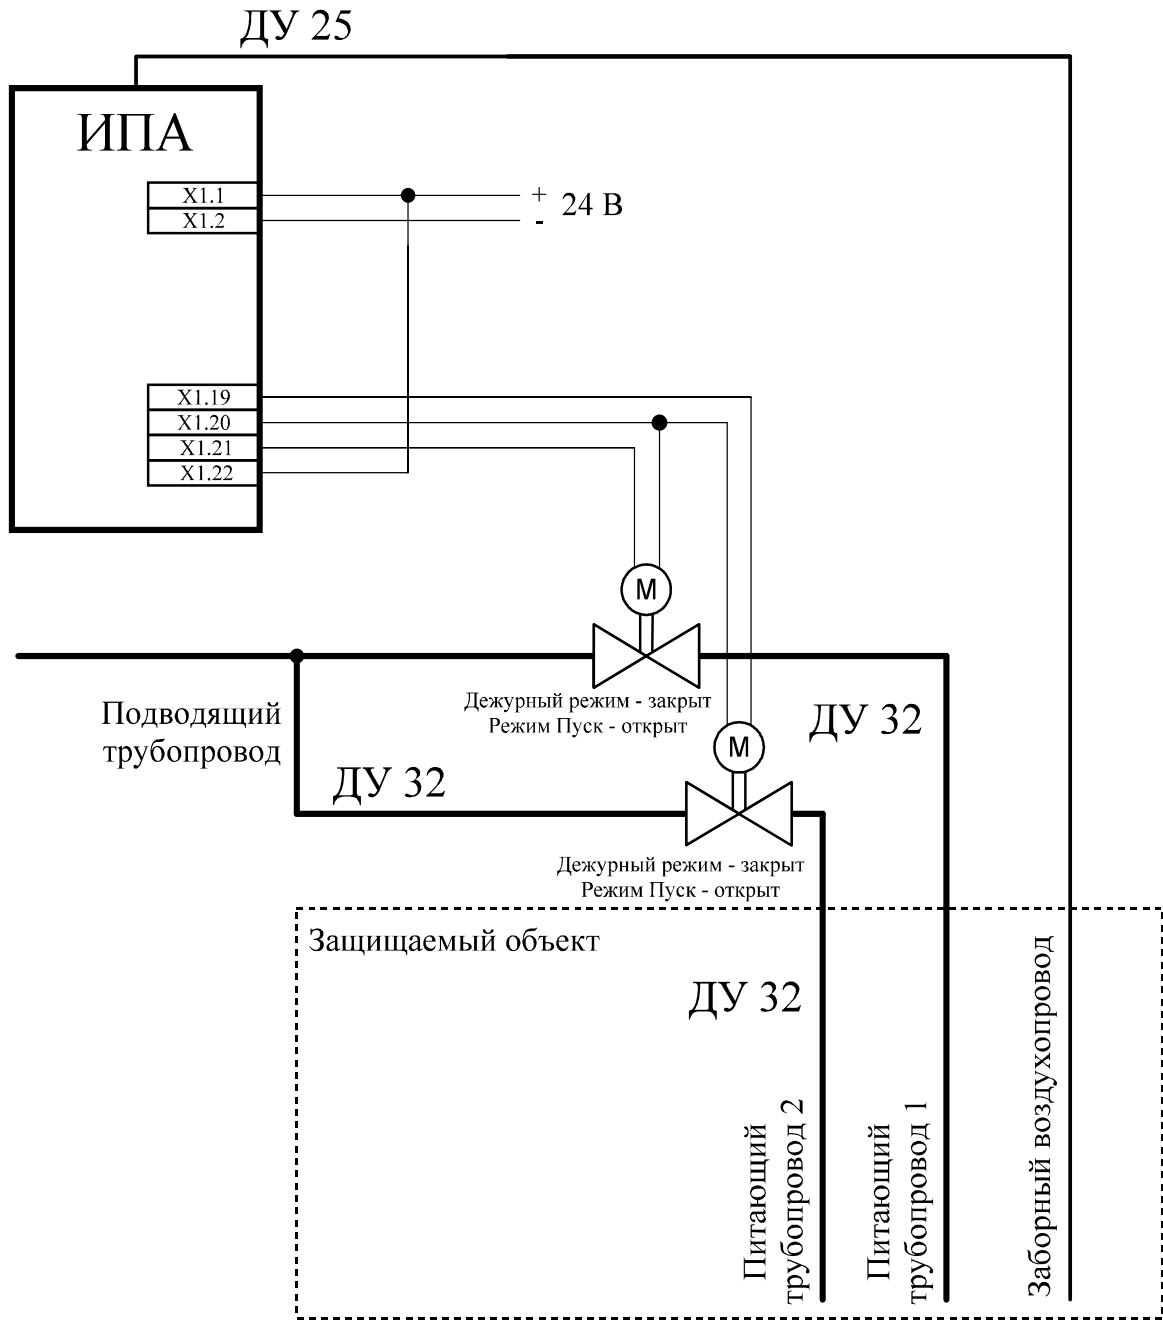 ДУ 25
ИПА
X1.1
X1.2
+
-
24 В
X1.19
X1.20
X1.21
X1.22
М
Дежурный режим - закрыт
Режим Пуск - открыт
Подводящий
трубопровод
ДУ 32
М
ДУ 32
Дежурный режим - закрыт
Режим Пуск - открыт
Защищаемый объект
ДУ 32
Питающий
трубопровод 2
Питающий
трубопровод 1
Заборный воздухопровод